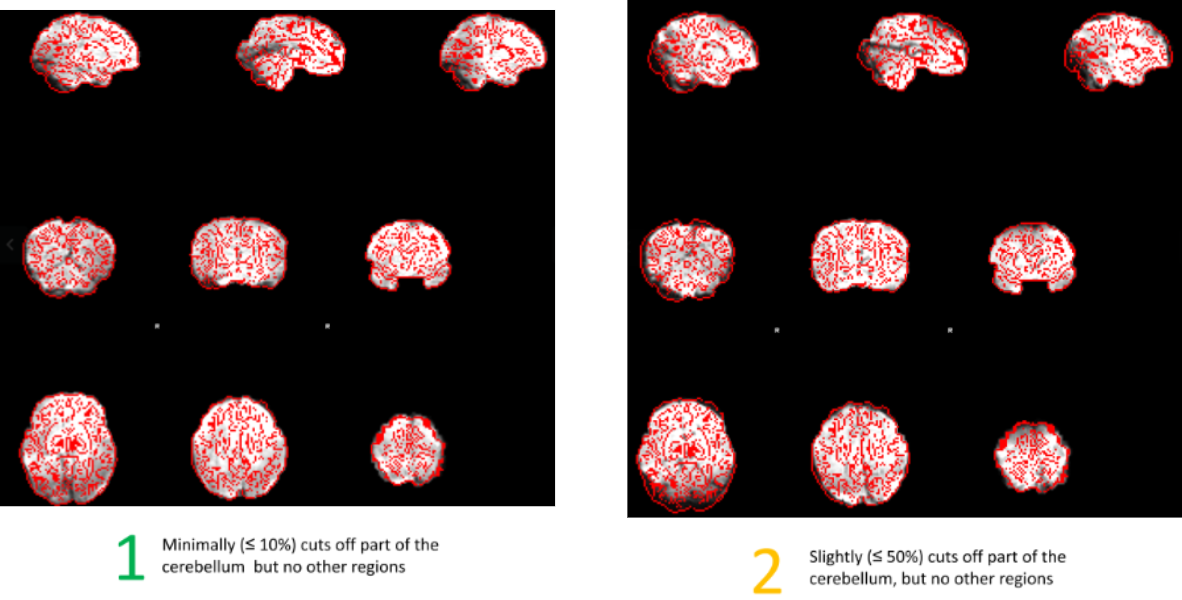 1
Minimally (≤ 10%) cuts off part of the
cerebellum but no other regions
2
Slightly (≤ 50%) cuts off part of the
cerebellum, but no other regions